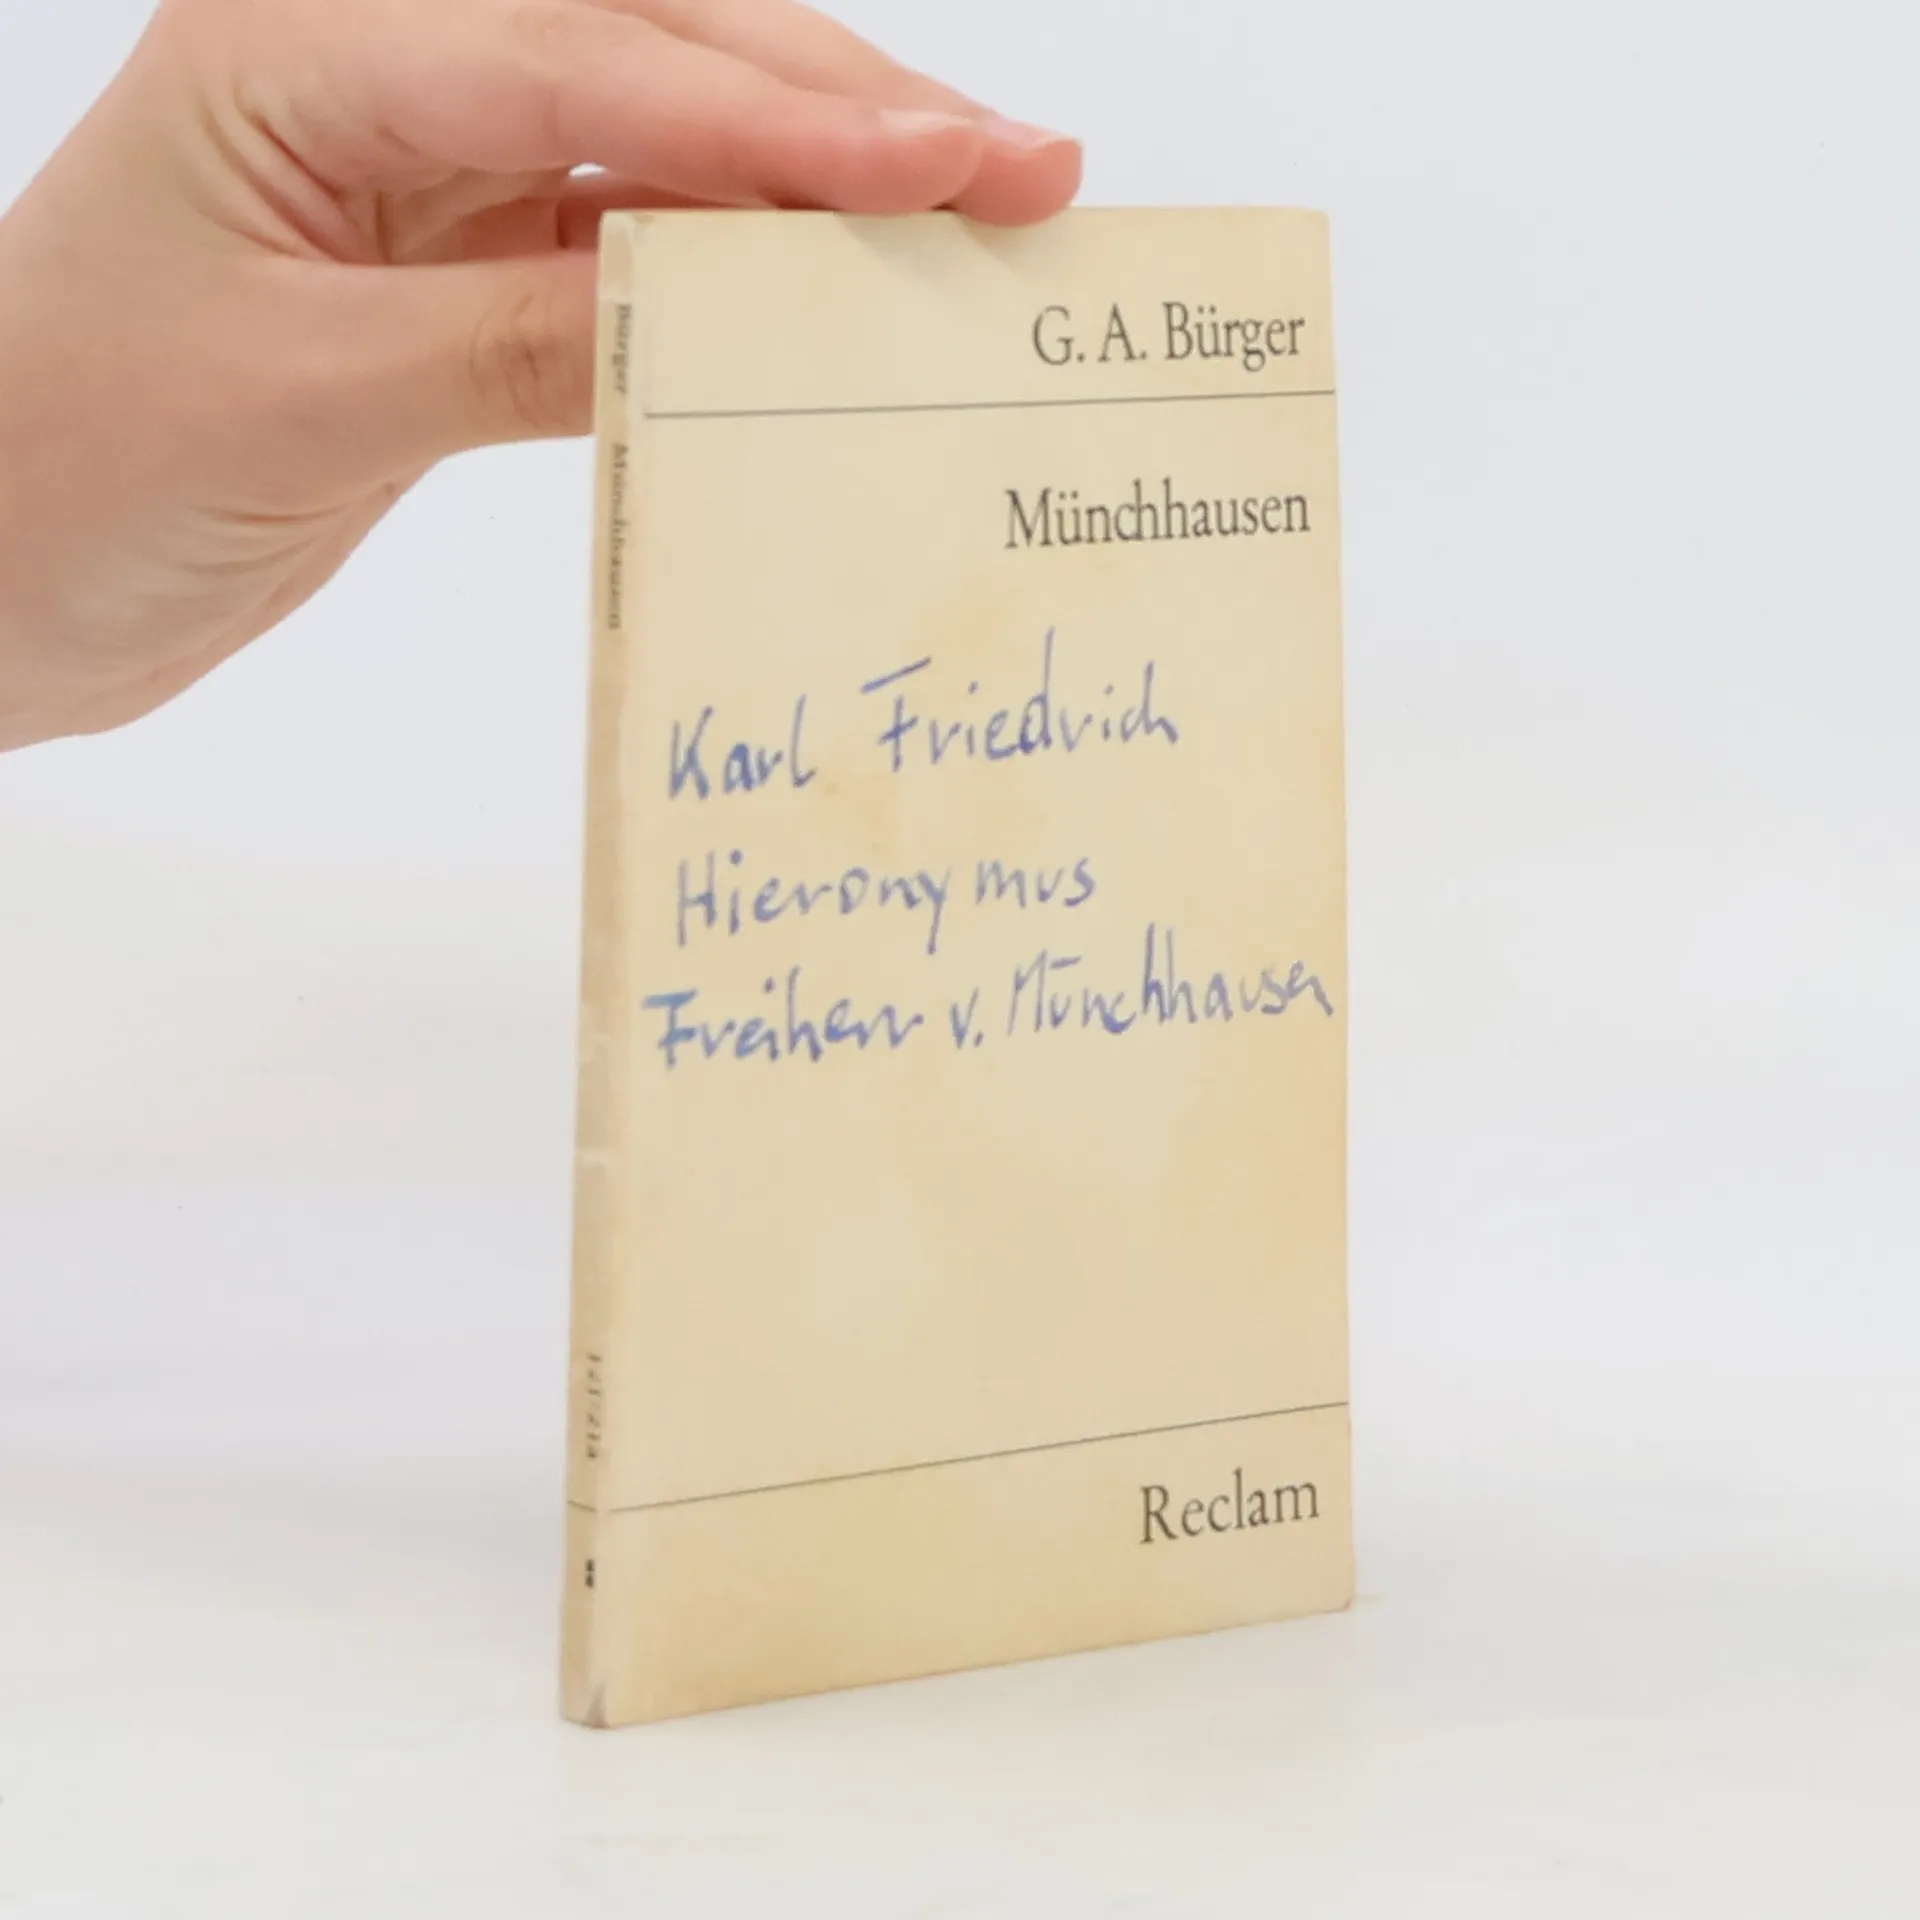 G. A. Bürger
Münchhausen
Karl Friedrich
Hieronymus
Freiherr v. Münchhausen
Reclam
Bürger Münchhausen